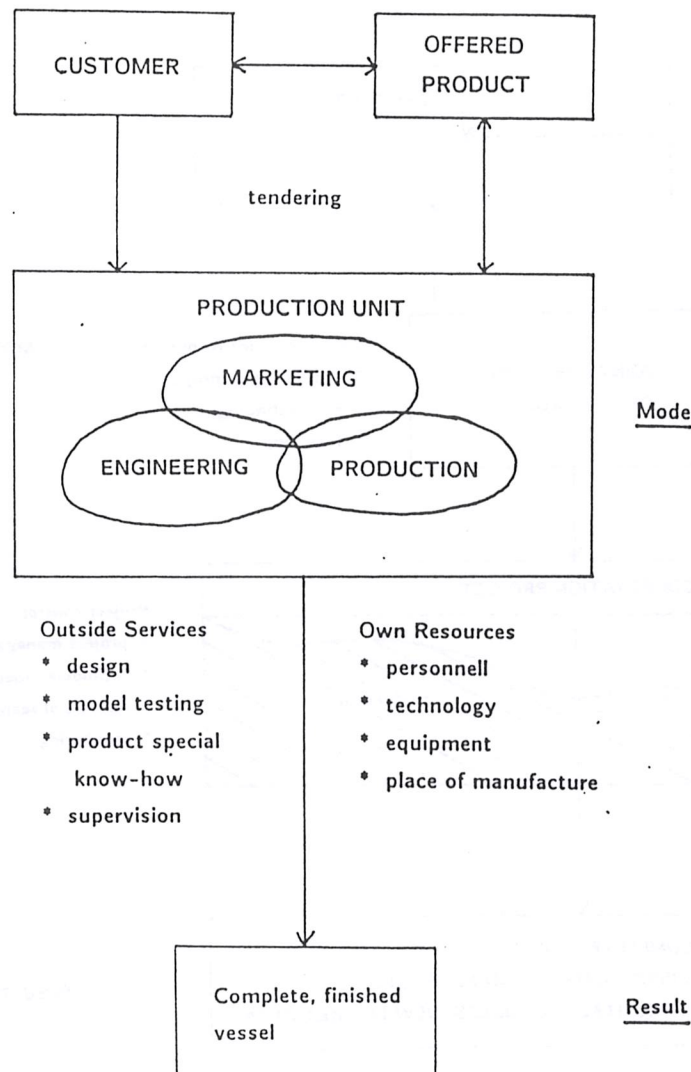 CUSTOMER
OFFERED
PRODUCT
tendering
PRODUCTION UNIT
MARKETING
ENGINEERING
PRODUCTION
Mode
Outside Services
* design
* model testing
* product special
know-how
* supervision
Own Resources
* personnell
* technology
* equipment
* place of manufacture
Complete, finished
vessel
Result